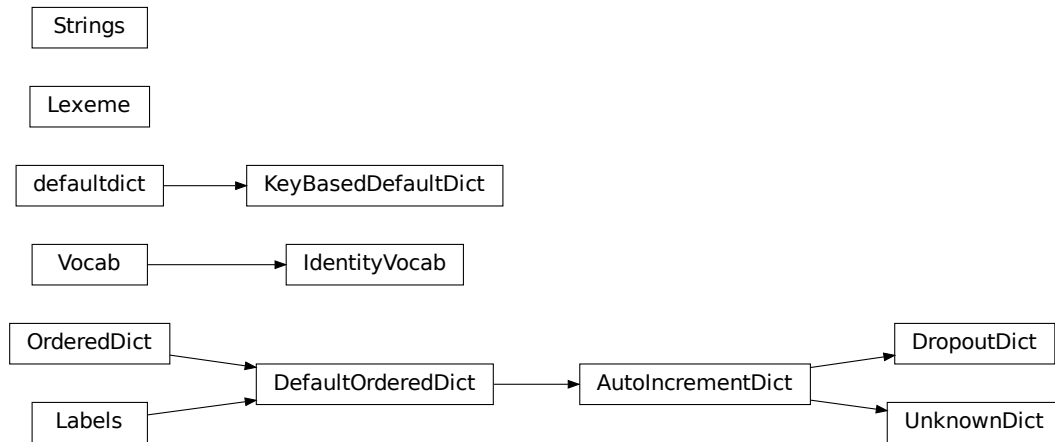 Strings
Lexeme
defaultdict
KeyBasedDefaultDict
Vocab
IdentityVocab
OrderedDict
DropoutDict
DefaultOrderedDict
AutoIncrementDict
Labels
UnknownDict